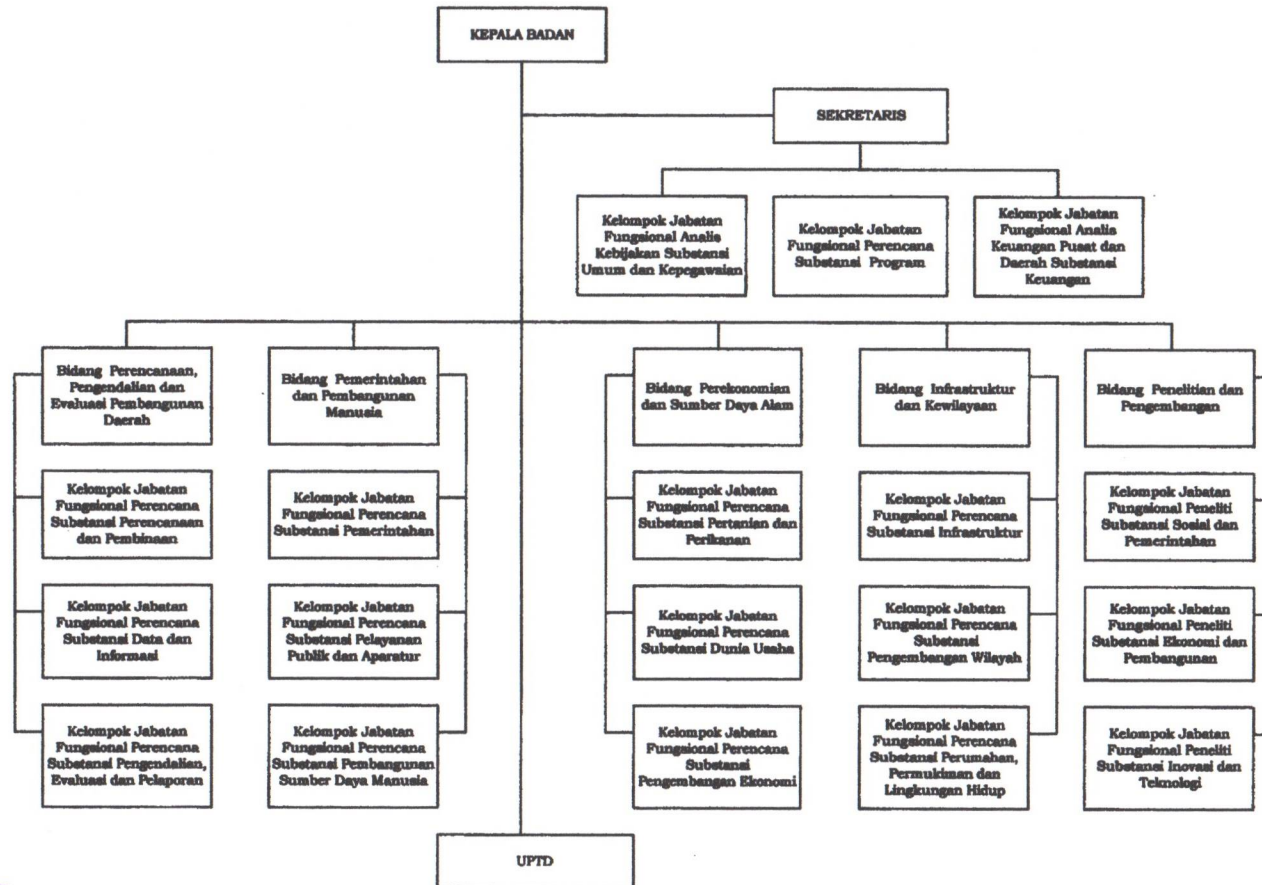 KEPALA BADAN
SEKRETARIS
Kelompok Jabatan
Fungsional Analis
Kebijakan Substansi
Umum dan Kepegawaian
Kelompok Jabatan
Fungsional Perencana
Substansi Program
Kelompok Jabatan
Fungsional Analis
Keuangan Pusat dan
Daerah Substansi
Keuangan
Bidang Perencanaan,
Pengendalian dan
Evaluasi Pembangunan
Daerah
Bidang Pemerintahan
dan Pembangunan
Manusia
Bidang Perekonomian
dan Sumber Daya Alam
Bidang Infrastruktur
dan Kewilayaan
Bidang Penelitian dan
Pengembangan
Kelompok Jabatan
Fungsional Perencana
Substansi Perencanaan
dan Pembinaan
Kelompok Jabatan
Fungsional Perencana
Substansi Pemerintahan
Kelompok Jabatan
Fungsional Perencana
Substansi Pertanian dan
Perikanan
Kelompok Jabatan
Fungsional Perencana
Substansi Infrastruktur
Kelompok Jabatan
Fungsional Peneliti
Substansi Sosial dan
Pemerintahan
Kelompok Jabatan
Fungsional Perencana
Substansi Data dan
Informasi
Kelompok Jabatan
Fungsional Perencana
Substansi Pelayanan
Publik dan Aparatur
Kelompok Jabatan
Fungsional Perencana
Substansi Dunia Usaha
Kelompok Jabatan
Fungsional Perencana
Substansi
Pengembangan Wilayah
Kelompok Jabatan
Fungsional Peneliti
Substansi Ekonomi dan
Pembangunan
Kelompok Jabatan
Fungsional Perencana
Substansi Pengendalian,
Evaluasi dan Pelaporan
Kelompok Jabatan
Fungsional Perencana
Substansi Pembangunan
Sumber Daya Manusia
Kelompok Jabatan
Fungsional Perencana
Substansi
Pengembangan Ekonomi
Kelompok Jabatan
Fungsional Perencana
Substansi Perumahan,
Permukiman dan
Lingkungan Hidup
Kelompok Jabatan
Fungsional Peneliti
Substansi Inovasi dan
Teknologi
UPTD